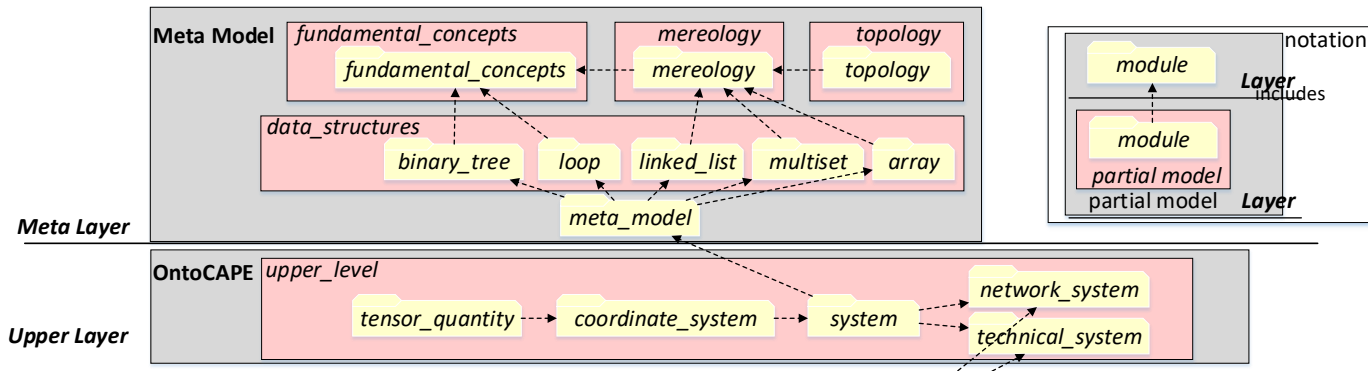 Meta Model
fundamental_concepts
mereology
topology
fundamental_concepts
mereology
topology
data_structures
binary_tree
loop
linked_list
multiset
array
meta_model
Meta Layer
notation
module
Layer
includes
module
partial model
partial model
Layer
OntoCAPE
upper_level
tensor_quantity
coordinate_system
system
network_system
technical_system
Upper Layer